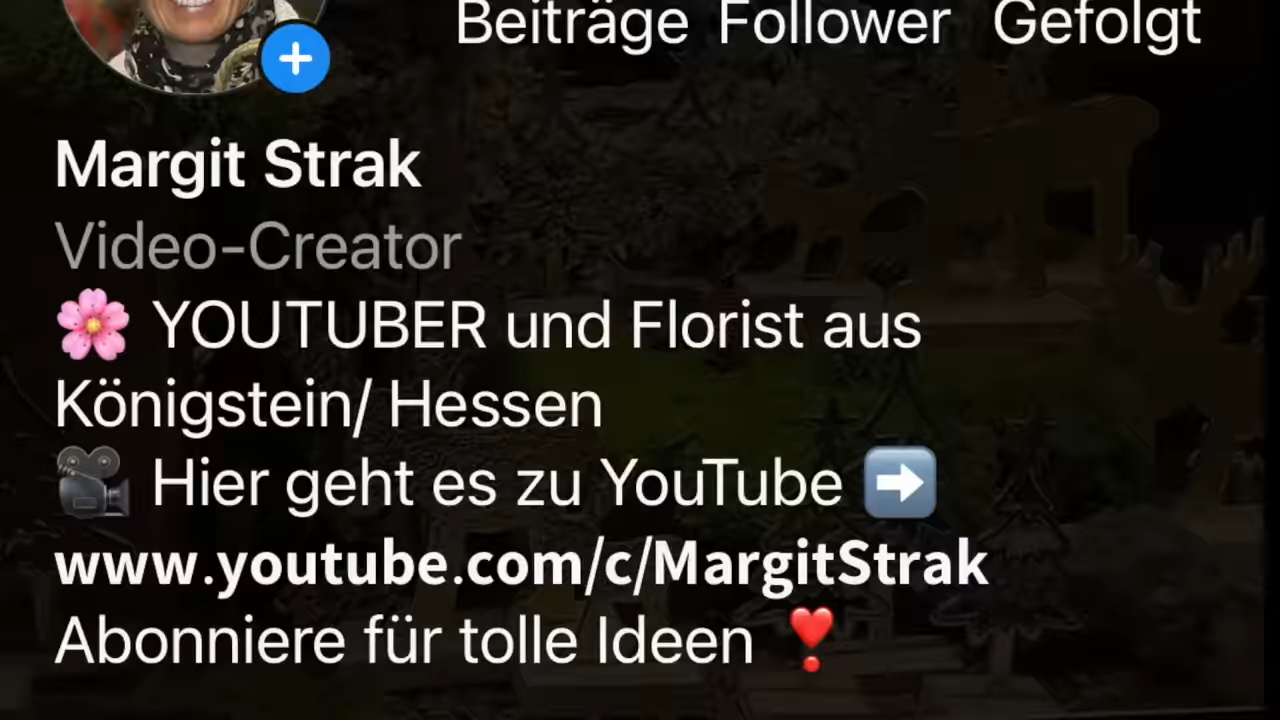 Beiträge Follower Gefolgt
Margit Strak
Video-Creator
🌸 YOUTUBER und Florist aus
Königstein/ Hessen
🎥 Hier geht es zu YouTube ➡️
www.youtube.com/c/MargitStrak
Abonniere für tolle Ideen ❣️